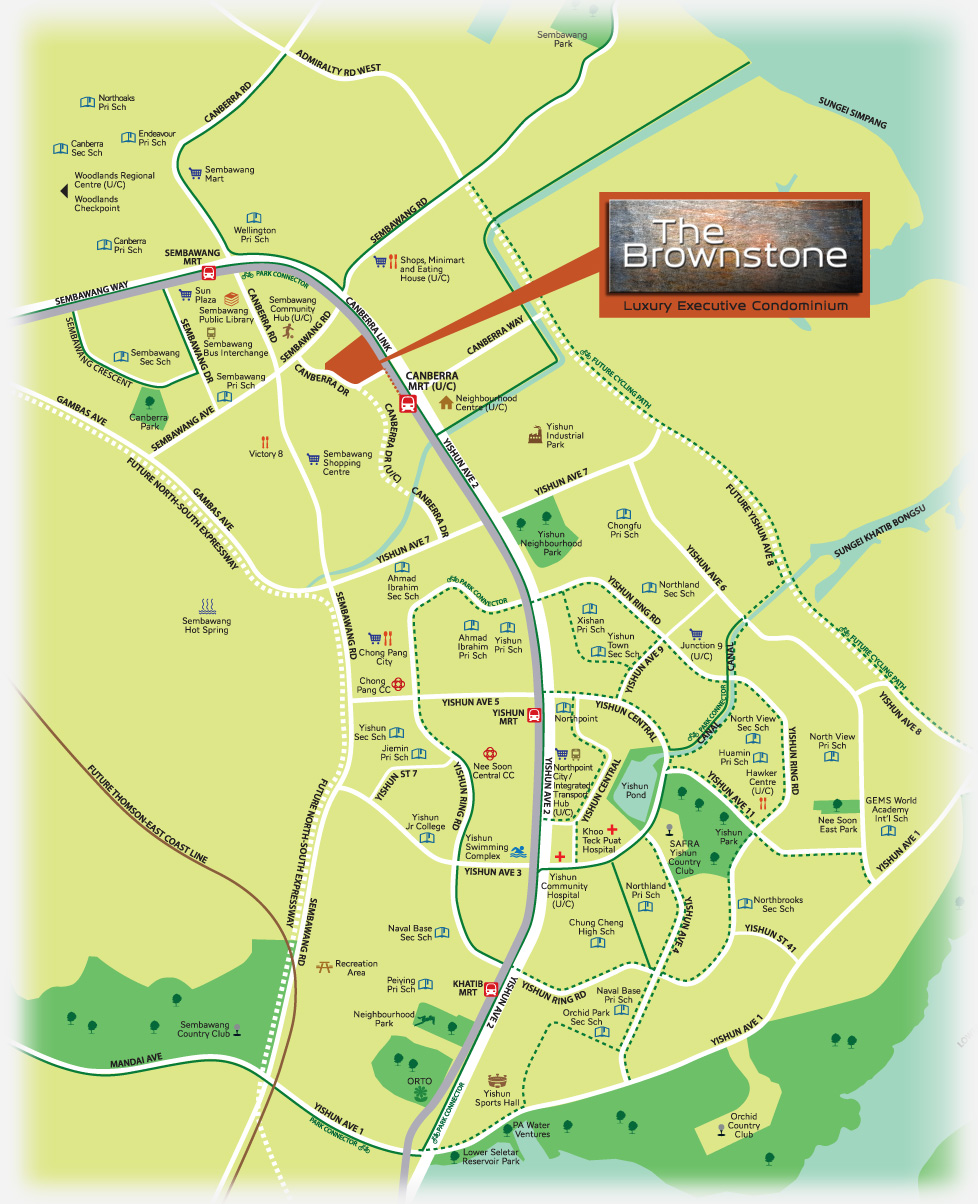 Sembawang
Park
ADMIRALTY RD WEST
CANBERRA RD
Northoaks
Pri Sch
SUNGEI SIMPANG
Endeavour
Pri Sch
Canberra
Sec Sch
Woodlands Regional
Centre (U/C)
Woodlands
Checkpoint
Sembawang
Mart
Wellington
Pri Sch
SEMBAWANG RD
The
Brownstone
Luxury Executive Condominium
Canberra
Pri Sch
SEMBAWANG
MRT
PARK CONNECTOR
Shops, Minimart
and Eating
House (U/C)
SEMBAWANG WAY
Sun
Plaza
Sembawang
Public Library
CANBERRA RD
Sembawang
Community
Hub (U/C)
CANBERRA LINK
SEMBAWANG RD
CANBERRA WAY
SEMBAWANG CRESCENT
SEMBAWANG DR
Sembawang
Bus Interchange
Sembawang
Sec Sch
Sembawang
Pri Sch
CANBERRA DR
CANBERRA
MRT (U/C)
FUTURE CYCLING PATH
Neighbourhood
Centre (U/C)
GAMBAS AVE
Canberra
Park
SEMBAWANG AVE
CANBERRA DR (U/C)
Victory 8
Sembawang
Shopping
Centre
YISHUN AVE 2
Yishun
Industrial
Park
FUTURE NORTH-SOUTH EXPRESSWAY
GAMBAS AVE
CANBERRA DR
YISHUN AVE 7
FUTURE YISHUN AVE 8
SUNGEI KHATIB BONGSU
Chongfu
Pri Sch
Yishun
Neighbourhood
Park
YISHUN AVE 7
YISHUN AVE 6
Ahmad
Ibrahim
Sec Sch
PARK CONNECTOR
YISHUN RING RD
Northland
Sec Sch
Sembawang
Hot Spring
SEMBAWANG RD
Xishan
Pri Sch
Ahmad
Ibrahim
Pri Sch
Yishun
Pri Sch
Yishun
Town
Sec Sch
Junction 9
(U/C)
CANAL
FUTURE CYCLING PATH
Chong Pang
City
YISHUN AVE 9
Chong
Pang CC
YISHUN AVE 5
YISHUN
MRT
Northpoint
YISHUN CENTRAL
PARK CONNECTOR
CANAL
YISHUN AVE 8
Yishun
Sec Sch
Jiemin
Pri Sch
Nee Soon
Central CC
North View
Sec Sch
Huamin
Pri Sch
Hawker
Centre
(U/C)
YISHUN RING RD
North View
Pri Sch
YISHUN ST 7
YISHUN RING RD
YISHUN AVE 2
Northpoint
City/
Integrated
Transport
Hub
(U/C)
YISHUN CENTRAL
Yishun
Pond
YISHUN AVE 11
FUTURE THOMSON-EAST COAST LINE
FUTURE NORTH-SOUTH EXPRESSWAY
GEMS World
Academy
Int'l Sch
Nee Soon
East Park
Yishun
Jr College
Yishun
Swimming
Complex
Khoo
Teck Puat
Hospital
SAFRA
Yishun
Country
Club
Yishun
Park
YISHUN AVE 1
YISHUN AVE 3
Yishun
Community
Hospital
(U/C)
Northland
Pri Sch
Northbrooks
Sec Sch
SEMBAWANG RD
Naval Base
Sec Sch
Chung Cheng
High Sch
YISHUN AVE 4
YISHUN ST 41
Recreation
Area
Peiying
Pri Sch
KHATIB
MRT
YISHUN RING RD
Naval Base
Pri Sch
Orchid Park
Sec Sch
Neighbourhood
Park
YISHUN AVE 2
Sembawang
Country Club
YISHUN AVE 1
MANDAI AVE
ORTO
Yishun
Sports Hall
YISHUN AVE 1
PARK CONNECTOR
PARK CONNECTOR
PA Water
Ventures
Orchid
Country
Club
Lower Seletar
Reservoir Park